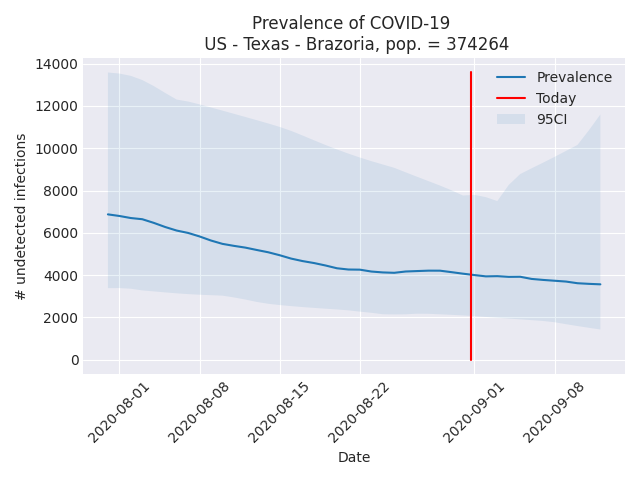 Prevalence of COVID-19
US - Texas - Brazoria, pop. = 374264
14000
12000
10000
8000
6000
4000
2000
0
# undetected infections
Prevalence
Today
95CI
2020-08-01
2020-08-08
2020-08-15
2020-08-22
2020-09-01
2020-09-08
Date